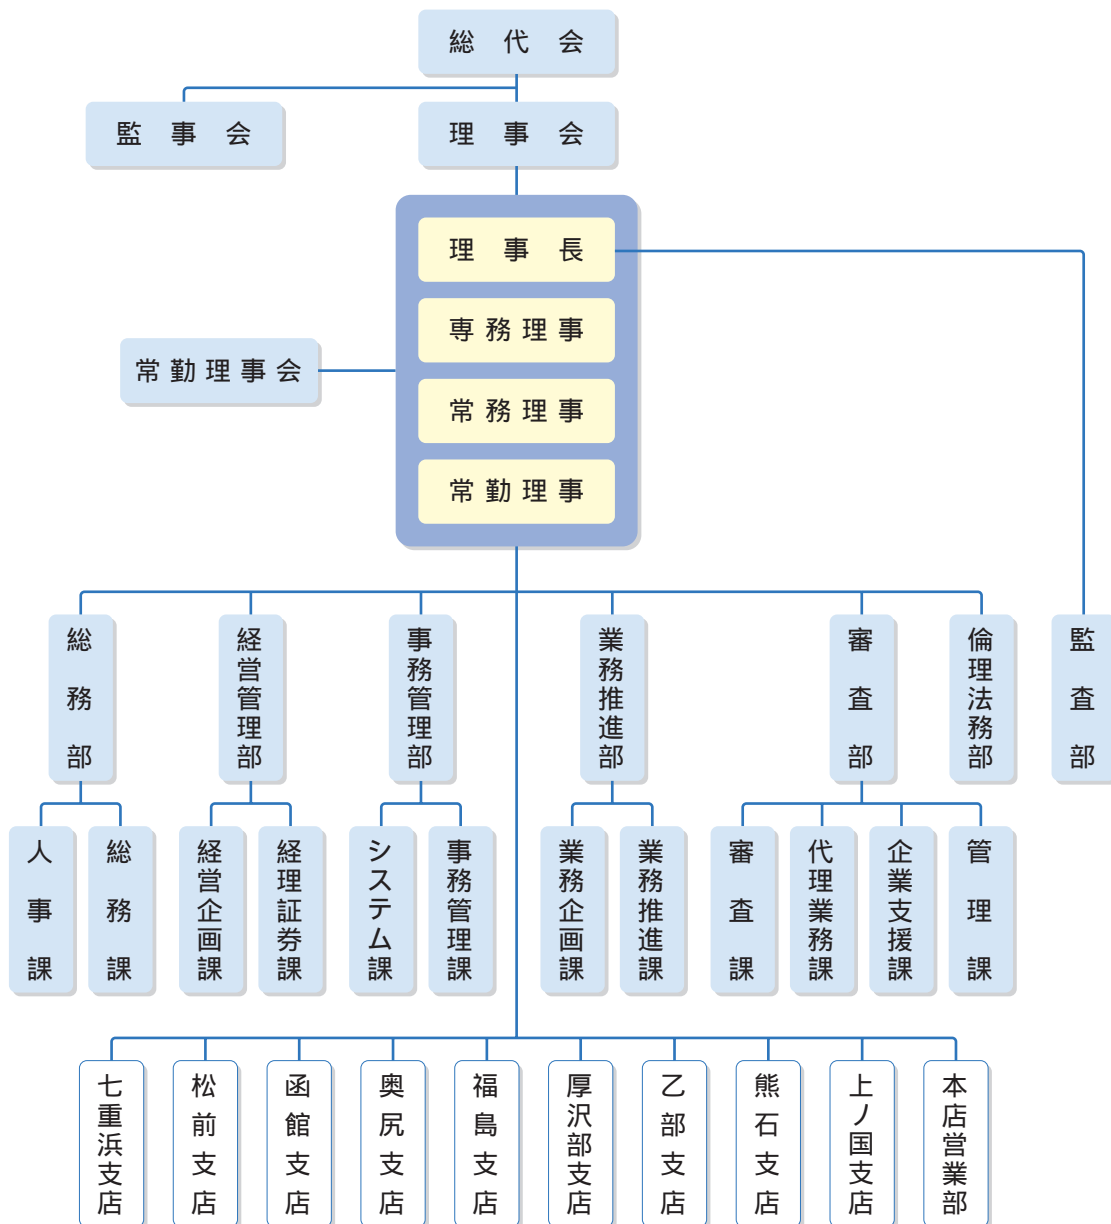 総代会
監事会
理事会
理事長
専務理事
常勤理事会
常務理事
常勤理事
総務部
経営管理部
事務管理部
業務推進部
審査部
倫理法務部
監査部
人事課
総務課
経営企画課
経理証券課
システム課
事務管理課
業務企画課
業務推進課
審査課
代理業務課
企業支援課
管理課
七重浜支店
松前支店
函館支店
奥尻支店
福島支店
厚沢部支店
乙部支店
熊石支店
上ノ国支店
本店営業部